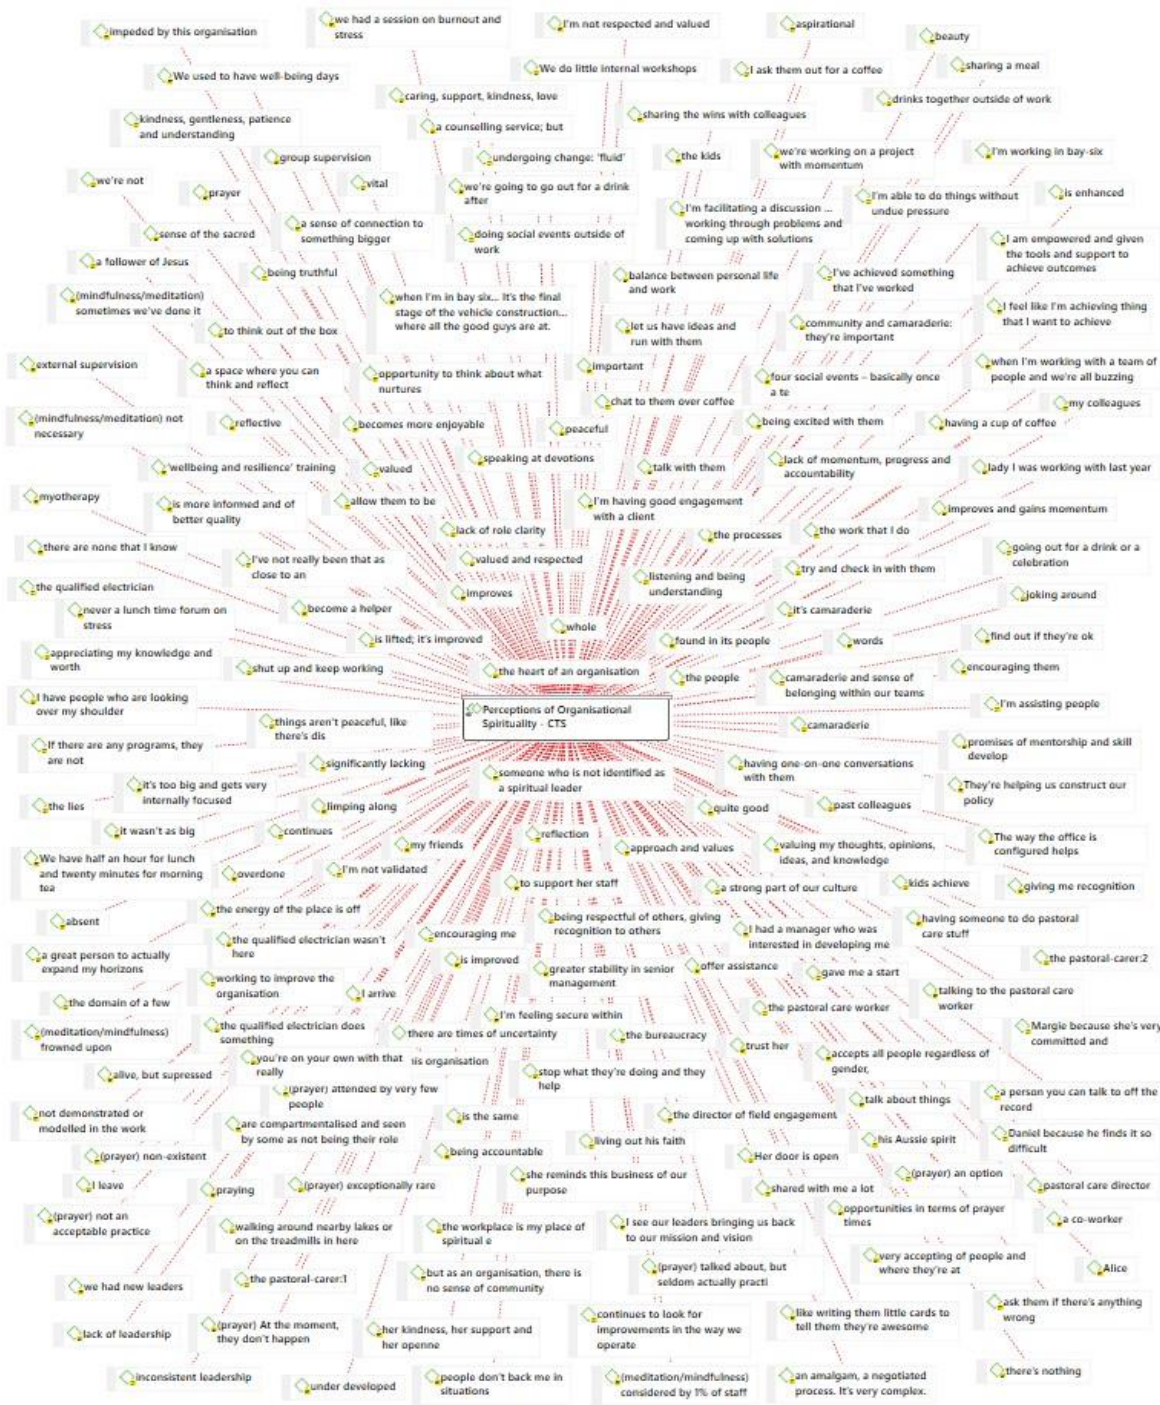 impeded by this organisation
we had a session on burnout and
stress
I'm not respected and valued
aspirational
beauty
We used to have well-being days
We do little internal workshops
I ask them out for a coffee
sharing a meal
caring, support, kindness, love
drinks together outside of work
kindness, gentleness, patience
and understanding
a counselling service; but
sharing the wins with colleagues
group supervision
undergoing change: 'fluid'
the kids
we're working on a project
with momentum
I'm working in bay-six
we're not
prayer
vital
we're going to go out for a drink
after
I'm able to do things without
undue pressure
is enhanced
sense of the sacred
a sense of connection to
something bigger
doing social events outside of
work
I'm facilitating a discussion ...
working through problems and
coming up with solutions
I am empowered and given
the tools and support to
achieve outcomes
a follower of Jesus
being truthful
balance between personal life
and work
I've achieved something
that I've worked
(mindfulness/meditation)
sometimes we've done it
to think out of the box
when I'm in bay six... It's the final
stage of the vehicle construction...
where all the good guys are at.
let us have ideas and
run with them
community and camaraderie:
they're important
I feel like I'm achieving thing
that I want to achieve
external supervision
a space where you can
think and reflect
opportunity to think about what
nurtures
important
four social events – basically once
a te
when I'm working with a team of
people and we're all buzzing
chat to them over coffee
my colleagues
(mindfulness/meditation) not
necessary
reflective
becomes more enjoyable
peaceful
being excited with them
having a cup of coffee
'wellbeing and resilience' training
valued
speaking at devotions
talk with them
lack of momentum, progress and
accountability
lady I was working with last year
myotherapy
is more informed and of
better quality
allow them to be
I'm having good engagement
with a client
improves and gains momentum
lack of role clarity
the processes
the work that I do
there are none that I know
I've not really been that as
close to an
valued and respected
listening and being
understanding
try and check in with them
going out for a drink or a
celebration
the qualified electrician
never a lunch time forum on
stress
become a helper
improves
it's camaraderie
joking around
is lifted; it's improved
whole
found in its people
words
find out if they're ok
appreciating my knowledge and
worth
shut up and keep working
the heart of an organisation
the people
camaraderie and sense of
belonging within our teams
encouraging them
I have people who are looking
over my shoulder
things aren't peaceful, like
there's dis
Perceptions of Organisational
Spirituality - CTS
camaraderie
I'm assisting people
If there are any programs, they
are not
significantly lacking
someone who is not identified as
a spiritual leader
having one-on-one conversations
with them
promises of mentorship and skill
develop
it's too big and gets very
internally focused
They're helping us construct our
policy
the lies
limping along
quite good
past colleagues
it wasn't as big
continues
my friends
reflection
approach and values
valuing my thoughts, opinions,
ideas, and knowledge
The way the office is
configured helps
We have half an hour for lunch
and twenty minutes for morning
tea
overdone
I'm not validated
to support her staff
a strong part of our culture
kids achieve
giving me recognition
absent
the energy of the place is off
being respectful of others, giving
recognition to others
having someone to do pastoral
care stuff
the qualified electrician wasn't
here
encouraging me
I had a manager who was
interested in developing me
a great person to actually
expand my horizons
is improved
greater stability in senior
management
offer assistance
gave me a start
the pastoral-carer:2
working to improve the
organisation
I arrive
the domain of a few
talking to the pastoral care
worker
I'm feeling secure within
the pastoral care worker
(meditation/mindfulness)
frowned upon
the qualified electrician does
something
there are times of uncertainty
the bureaucracy
trust her
Margie because she's very
committed and
you're on your own with that
really
is organisation
accepts all people regardless of
gender,
alive, but supressed
(prayer) attended by very few
people
stop what they're doing and they
help
talk about things
a person you can talk to off the
record
not demonstrated or
modelled in the work
are compartmentalised and seen
by some as not being their role
is the same
the director of field engagement
living out his faith
his Aussie spirit
Daniel because he finds it so
difficult
(prayer) non-existent
being accountable
Her door is open
(prayer) an option
I leave
praying
(prayer) exceptionally rare
she reminds this business of our
purpose
shared with me a lot
pastoral care director
(prayer) not an
acceptable practice
walking around nearby lakes or
on the treadmills in here
the workplace is my place of
spiritual e
I see our leaders bringing us back
to our mission and vision
opportunities in terms of prayer
times
a co-worker
we had new leaders
the pastoral-carer:1
but as an organisation, there is
no sense of community
(prayer) talked about, but
seldom actually practi
very accepting of people and
where they're at
Alice
lack of leadership
(prayer) At the moment,
they don't happen
her kindness, her support and
her openne
continues to look for
improvements in the way we
operate
like writing them little cards to
tell them they're awesome
ask them if there's anything
wrong
inconsistent leadership
under developed
people don't back me in
situations
(meditation/mindfulness)
considered by 1% of staff
an amalgam, a negotiated
process. It's very complex.
there's nothing